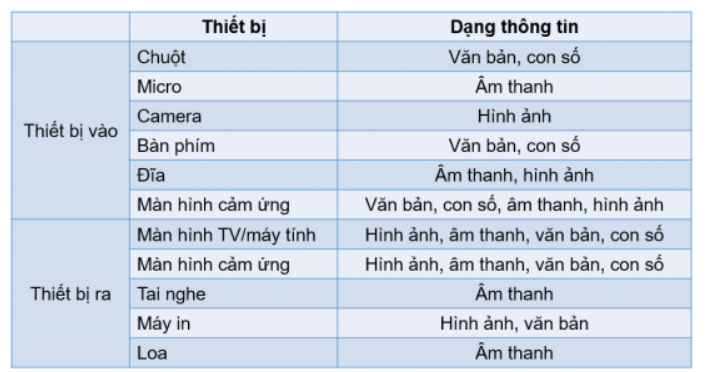 Thiết bị Dạng thông tin
Thiết bị vào
Chuột Văn bản, con số
Micro Âm thanh
Camera Hình ảnh
Bàn phím Văn bản, con số
Đĩa Âm thanh, hình ảnh
Màn hình cảm ứng Văn bản, con số, âm thanh, hình ảnh
Thiết bị ra
Màn hình TV/máy tính Hình ảnh, âm thanh, văn bản, con số
Màn hình cảm ứng Hình ảnh, âm thanh, văn bản, con số
Tai nghe Âm thanh
Máy in Hình ảnh, văn bản
Loa Âm thanh